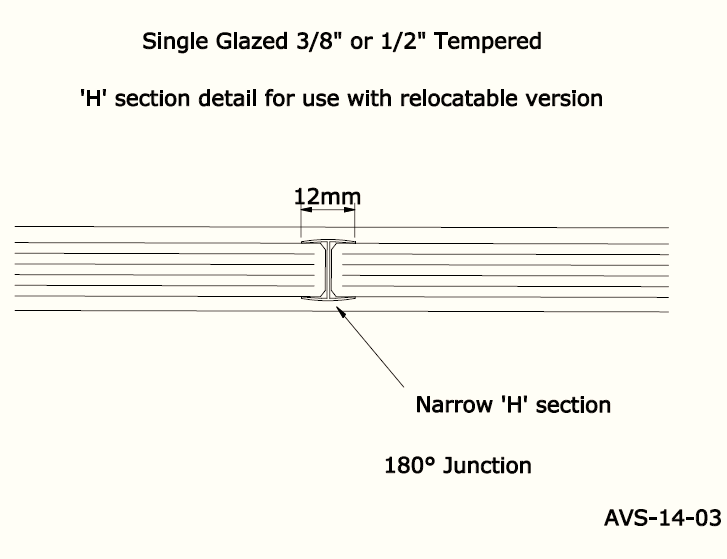 Single Glazed 3/8" or 1/2" Tempered
'H' section detail for use with relocatable version
12mm
Narrow 'H' section
180° Junction
AVS-14-03